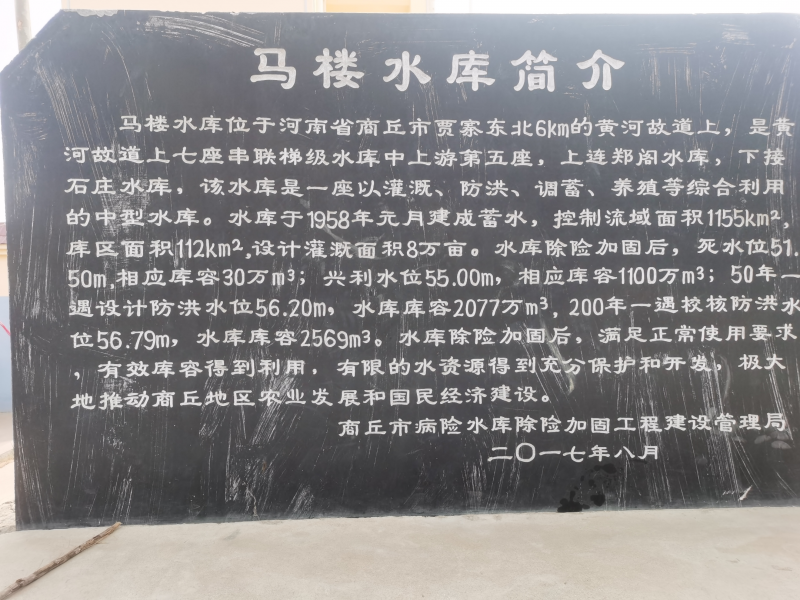 马楼水库简介
马楼水库位于河南省商丘市贾寨东北6km的黄河故道上，是黄
河故道上七座串联梯级水库中上游第五座，上连郑阁水库，下接
石庄水库，该水库是一座以灌溉、防洪、调蓄、养殖等综合利用
的中型水库。水库于1958年元月建成蓄水，控制流域面积1155km²，
库区面积112km²,设计灌溉面积8万亩。水库除险加固后，死水位51.
50m,相应库容30万m³；兴利水位55.00m，相应库容1100万m³；50年一
遇设计防洪水位56.20m，水库库容2077万m³, 200年一遇校核防洪水
位56.79m，水库库容2569m³。水库除险加固后，满足正常使用要求
，有效库容得到利用，有限的水资源得到充分保护和开发，极大
地推动商丘地区农业发展和国民经济建设。
商丘市病险水库除险加固工程建设管理局
二〇一七年八月